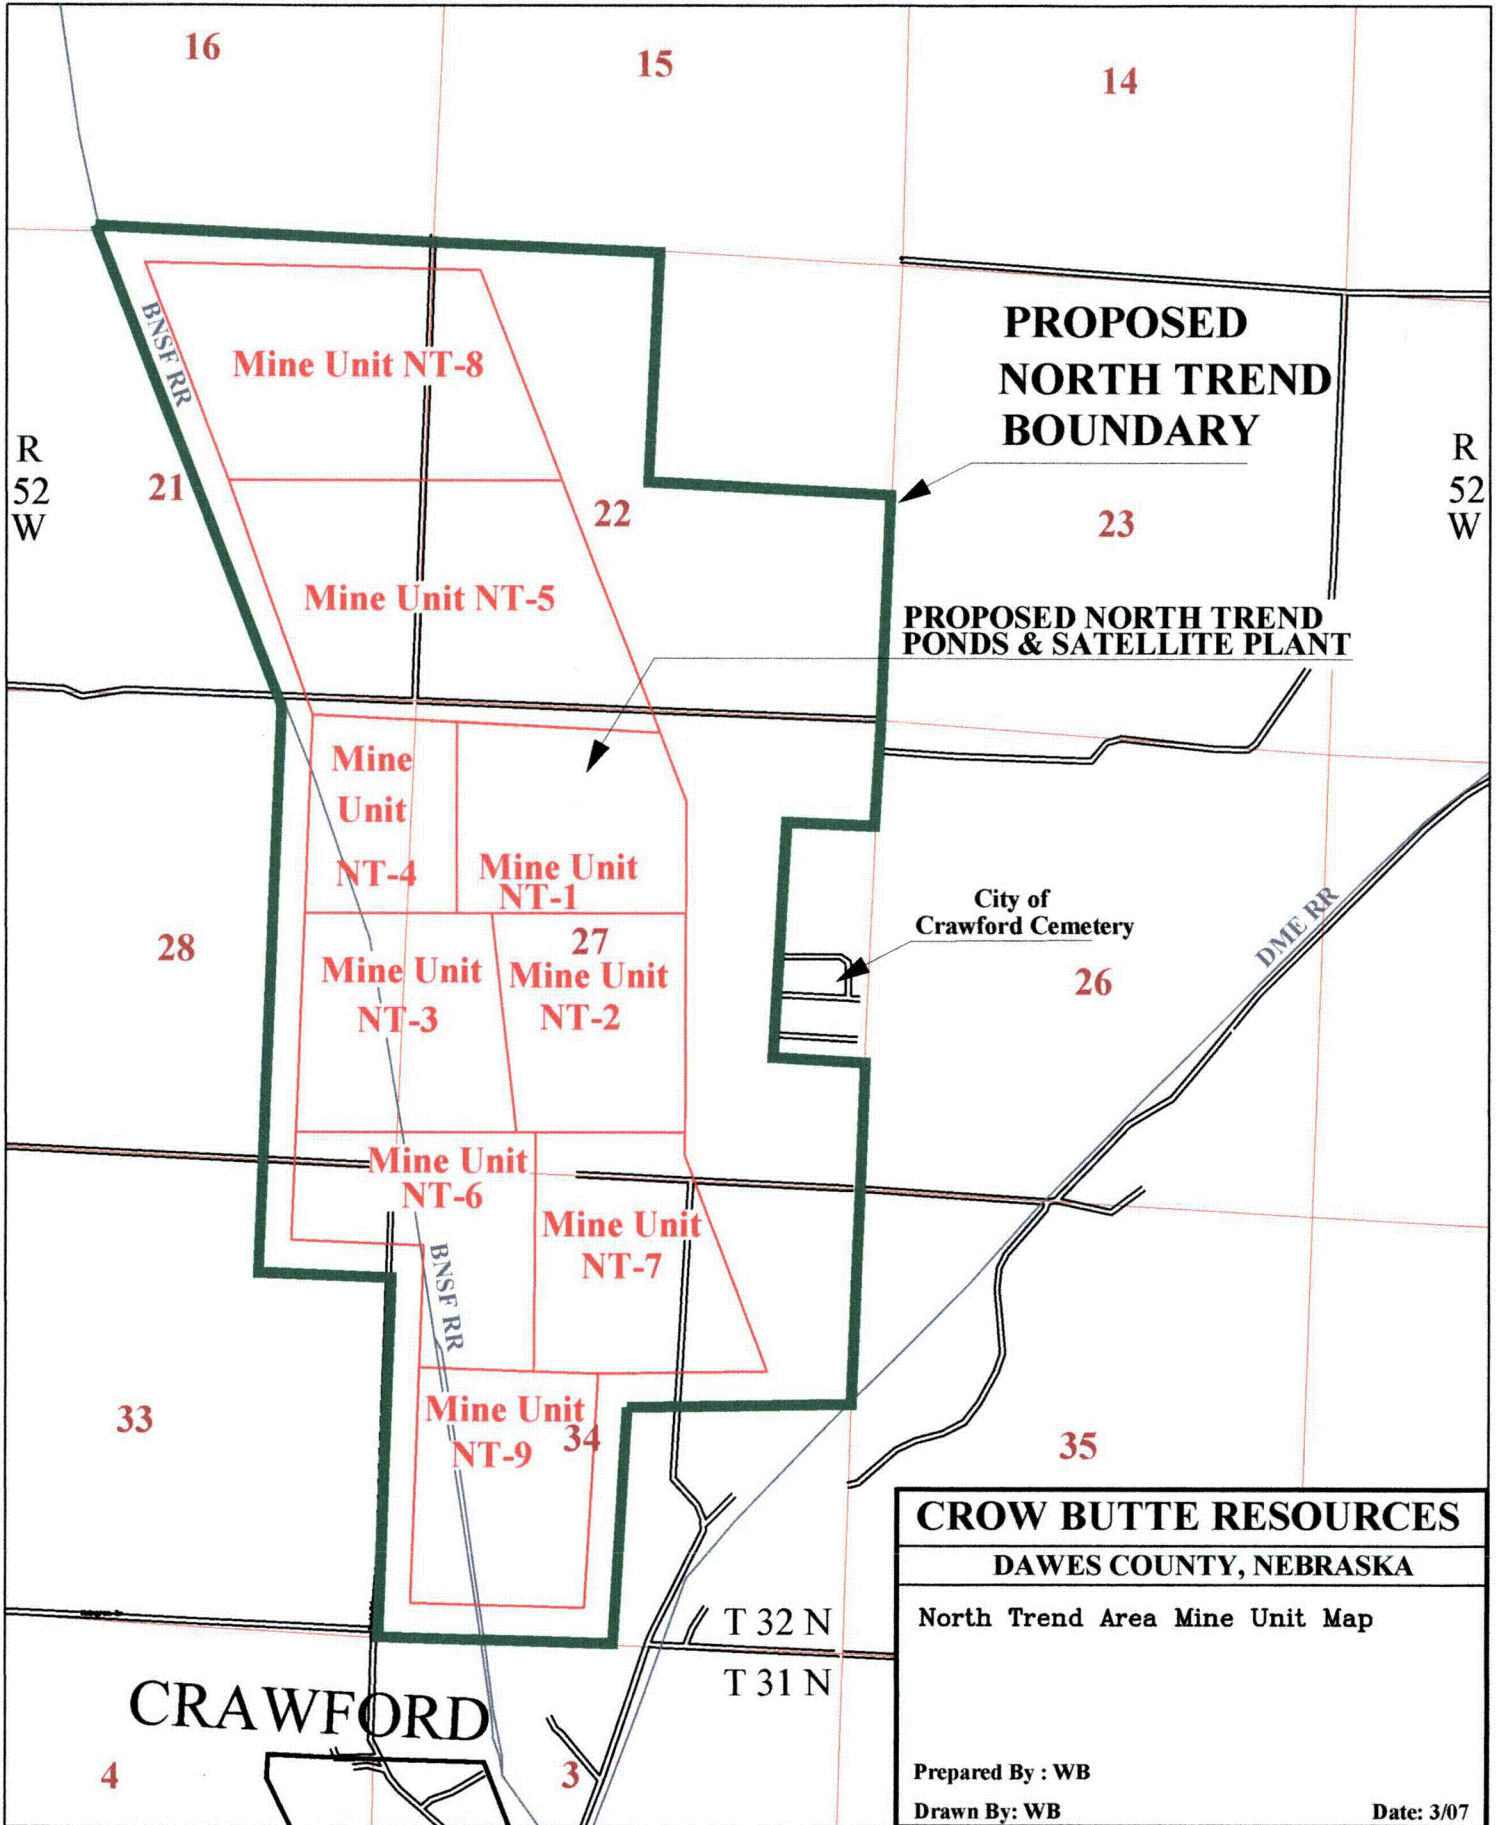 16
15
14
PROPOSED
NORTH TREND
BOUNDARY
BNSF RR
Mine Unit NT-8
R
52
W
R
52
W
21
22
23
Mine Unit NT-5
PROPOSED NORTH TREND
PONDS & SATELLITE PLANT
Mine
Unit
NT-4
Mine Unit
NT-1
City of
Crawford Cemetery
DME RR
28
27
26
Mine Unit
NT-3
Mine Unit
NT-2
Mine Unit
NT-6
Mine Unit
NT-7
BNSF RR
33
Mine Unit
NT-9
34
35
T 32 N
T 31 N
CRAWFORD
4
3
CROW BUTTE RESOURCES
DAWES COUNTY, NEBRASKA
North Trend Area Mine Unit Map
Prepared By : WB
Drawn By: WB
Date: 3/07